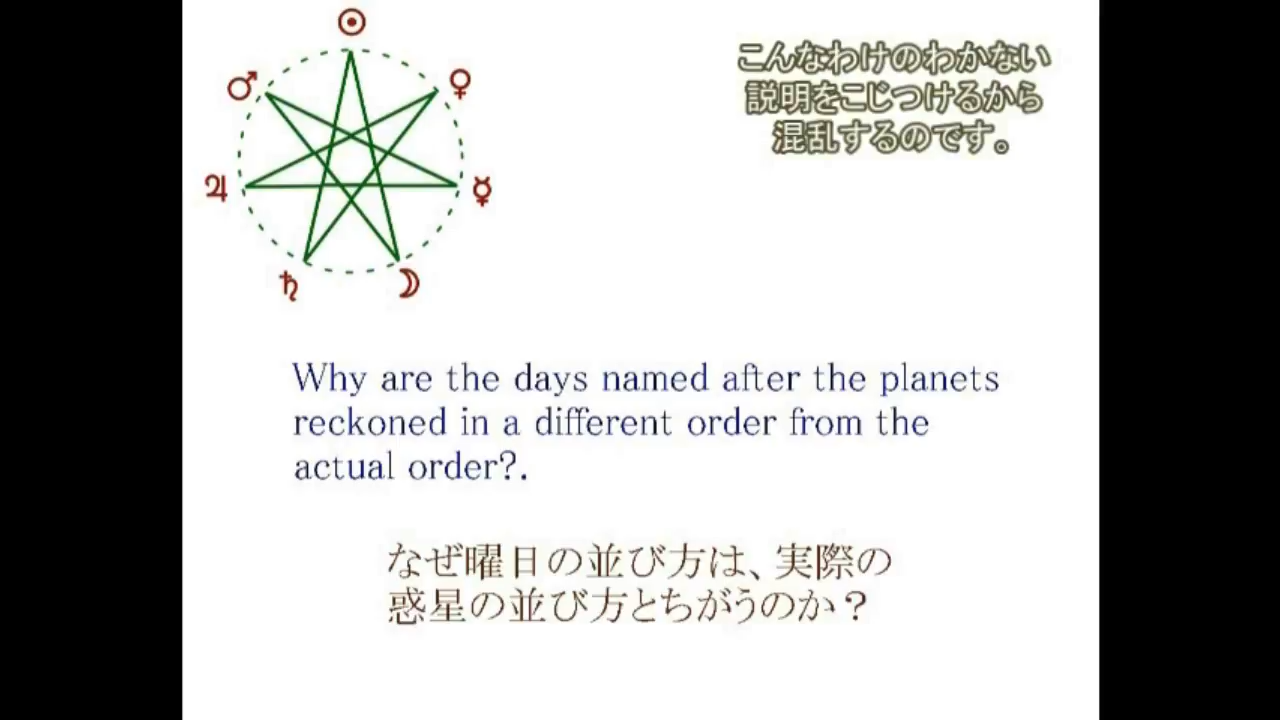 こんなわけのわかない
説明をこじつけるから
混乱するのです。
☉
♂
♀
♃
☿
♄
☽
Why are the days named after the planets
reckoned in a different order from the
actual order?.
なぜ曜日の並び方は、実際の
惑星の並び方とちがうのか？